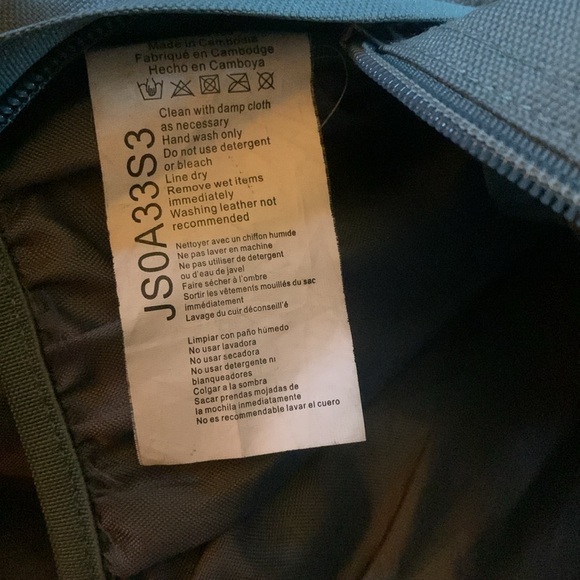 Made in Cambodia
Fabriqué en Cambodge
Hecho en Camboya
Clean with damp cloth
as necessary
Hand wash only
Do not use detergent
or bleach
Line dry
Remove wet items
immediately
Washing leather not
recommended
JS0A33S3
Nettoyer avec un chiffon humide
Ne pas laver en machine
Ne pas utiliser de detergent
ou d'eau de javel
Faire sécher à l'ombre
Sortir les vêtements mouillés du sac
immédiatement
Lavage du cuir déconseill'é
Limpiar con paño húmedo
No usar lavadora
No usar secadora
No usar detergente ni
blanqueadores
Colgar a la sombra
Sacar prendas mojadas de
la mochila inmediatamente
No es recommendable lavar el cuero